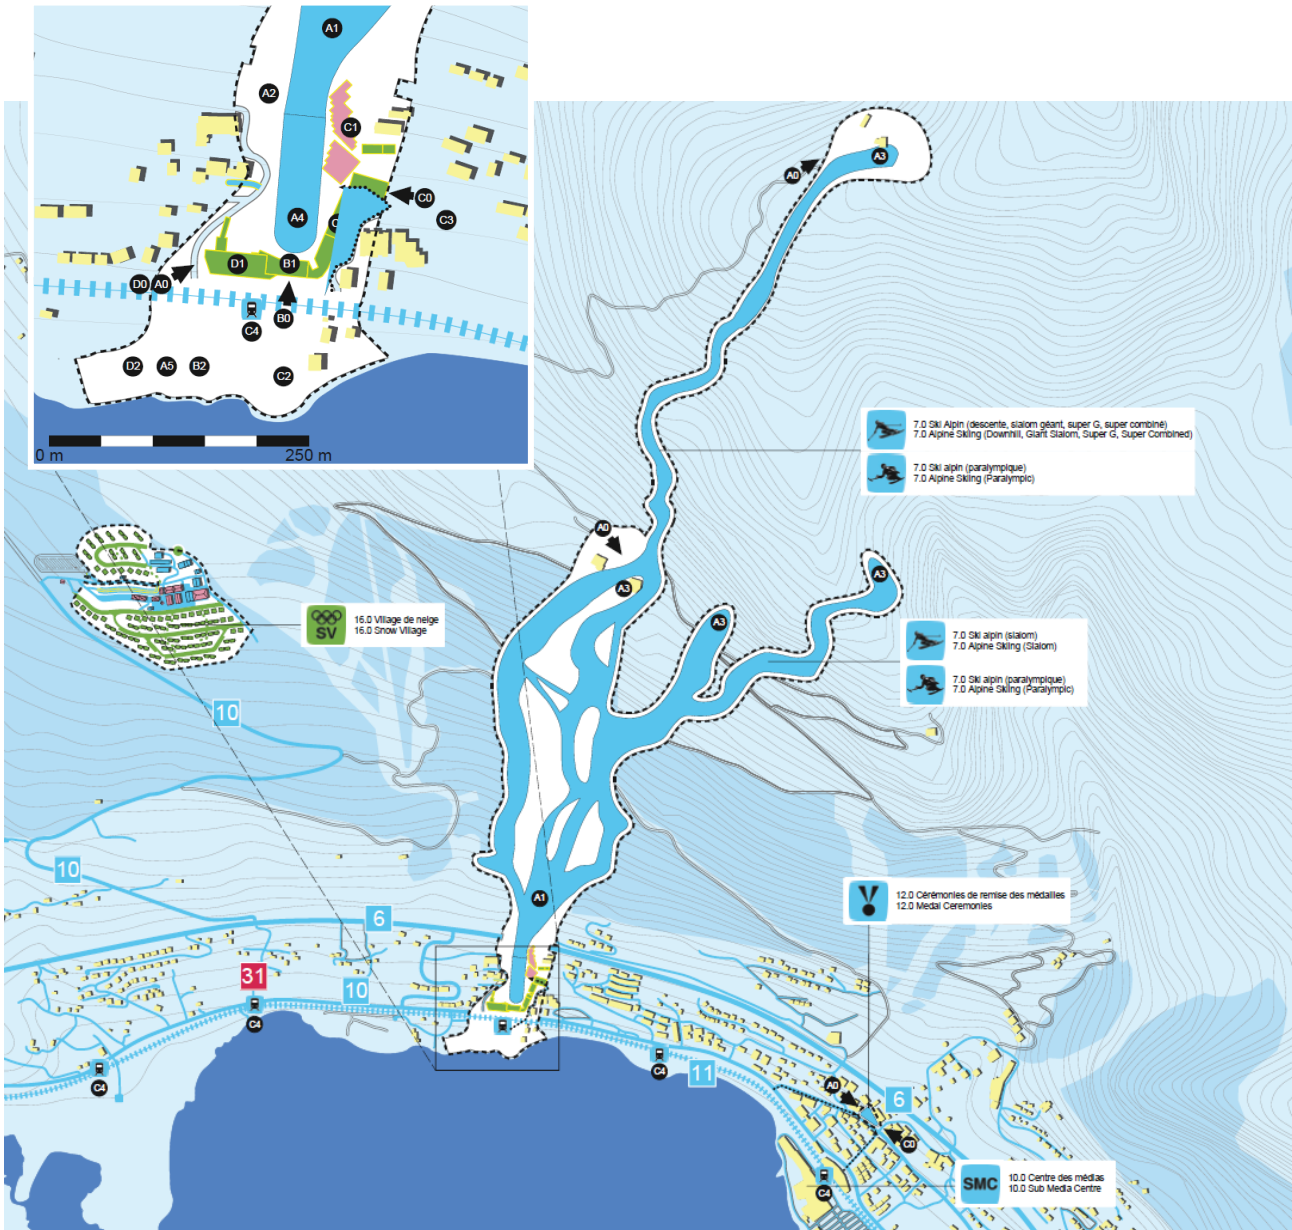 A1
A2
C1
C0
C3
A4
C
D1
B1
D0
A0
C4
B0
D2
A5
B2
C2
0 m
250 m
A3
A0
7.0 Ski Alpin (descente, slalom géant, super G, super combiné)
7.0 Alpine Skiing (Downhill, Giant Slalom, Super G, Super Combined)
7.0 Ski alpin (paralympique)
7.0 Alpine Skiing (Paralympic)
A0
A3
A3
A3
SV
16.0 Village de neige
16.0 Snow Village
7.0 Ski alpin (slalom)
7.0 Alpine Skiing (Slalom)
7.0 Ski alpin (paralympique)
7.0 Alpine Skiing (Paralympic)
10
10
A1
12.0 Cérémonies de remise des médailles
12.0 Medal Ceremonies
6
31
10
C4
C4
C4
11
A0
6
C0
C4
SMC
10.0 Centre des médias
10.0 Sub Media Centre